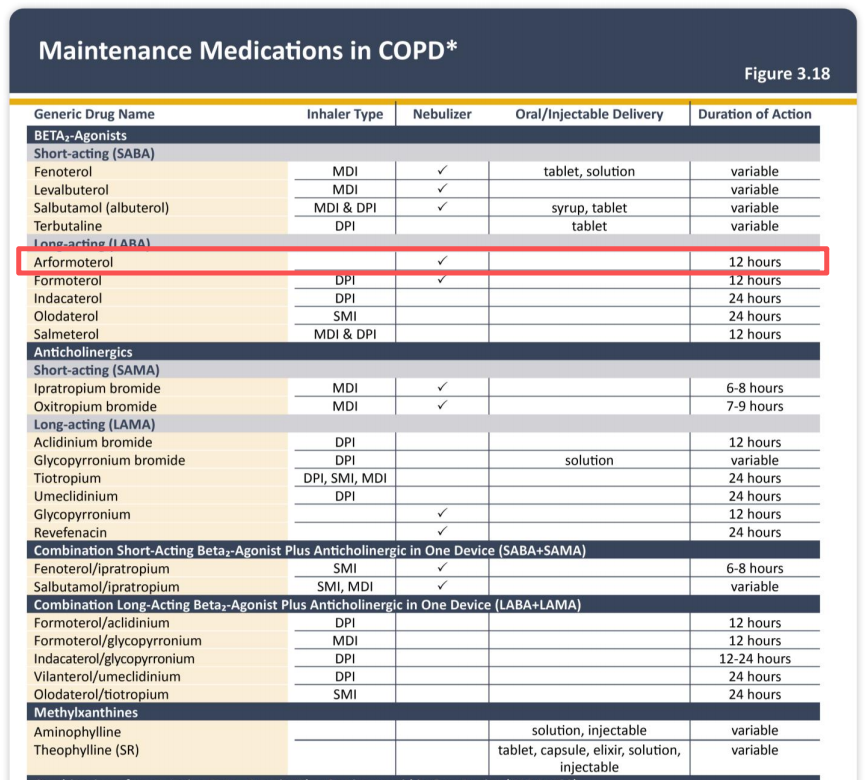 Maintenance Medications in COPD*
Figure 3.18
Generic Drug Name Inhaler Type Nebulizer Oral/Injectable Delivery Duration of Action
BETA₂-Agonists
Short-acting (SABA)
Fenoterol MDI ✓ tablet, solution variable
Levalbuterol MDI ✓ variable
Salbutamol (albuterol) MDI & DPI ✓ syrup, tablet variable
Terbutaline DPI tablet variable
Long-acting (LABA)
Arformoterol ✓ 12 hours
Formoterol DPI ✓ 12 hours
Indacaterol DPI 24 hours
Olodaterol SMI 24 hours
Salmeterol MDI & DPI 12 hours
Anticholinergics
Short-acting (SAMA)
Ipratropium bromide MDI ✓ 6-8 hours
Oxitropium bromide MDI ✓ 7-9 hours
Long-acting (LAMA)
Aclidinium bromide DPI 12 hours
Glycopyrronium bromide DPI solution variable
Tiotropium DPI, SMI, MDI 24 hours
Umeclidinium DPI 24 hours
Glycopyrronium ✓ 12 hours
Revefenacin ✓ 24 hours
Combination Short-Acting Beta₂-Agonist Plus Anticholinergic in One Device (SABA+SAMA)
Fenoterol/ipratropium SMI ✓ 6-8 hours
Salbutamol/ipratropium SMI, MDI ✓ variable
Combination Long-Acting Beta₂-Agonist Plus Anticholinergic in One Device (LABA+LAMA)
Formoterol/aclidinium DPI 12 hours
Formoterol/glycopyrronium MDI 12 hours
Indacaterol/glycopyrronium DPI 12-24 hours
Vilanterol/umeclidinium DPI 24 hours
Olodaterol/tiotropium SMI 24 hours
Methylxanthines
Aminophylline solution, injectable variable
Theophylline (SR) tablet, capsule, elixir, solution, variable
injectable